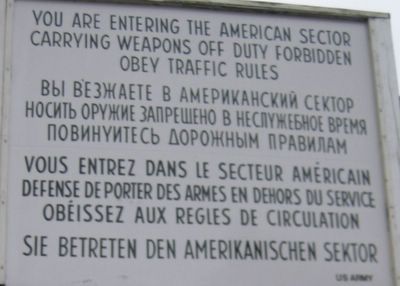 YOU ARE ENTERING THE AMERICAN SECTOR
CARRYING WEAPONS OFF DUTY FORBIDDEN
OBEY TRAFFIC RULES
ВЫ ВЪЕЗЖАЕТЕ В АМЕРИКАНСКИЙ СЕКТОР
НОСИТЬ ОРУЖИЕ ЗАПРЕЩЕНО В НЕСЛУЖЕБНОЕ ВРЕМЯ
ПОВИНУЙТЕСЬ ДОРОЖНЫМ ПРАВИЛАМ
VOUS ENTREZ DANS LE SECTEUR AMÉRICAIN
DEFENSE DE PORTER DES ARMES EN DEHORS DU SERVICE
OBÉISSEZ AUX REGLES DE CIRCULATION
SIE BETRETEN DEN AMERIKANISCHEN SEKTOR
US ARMY